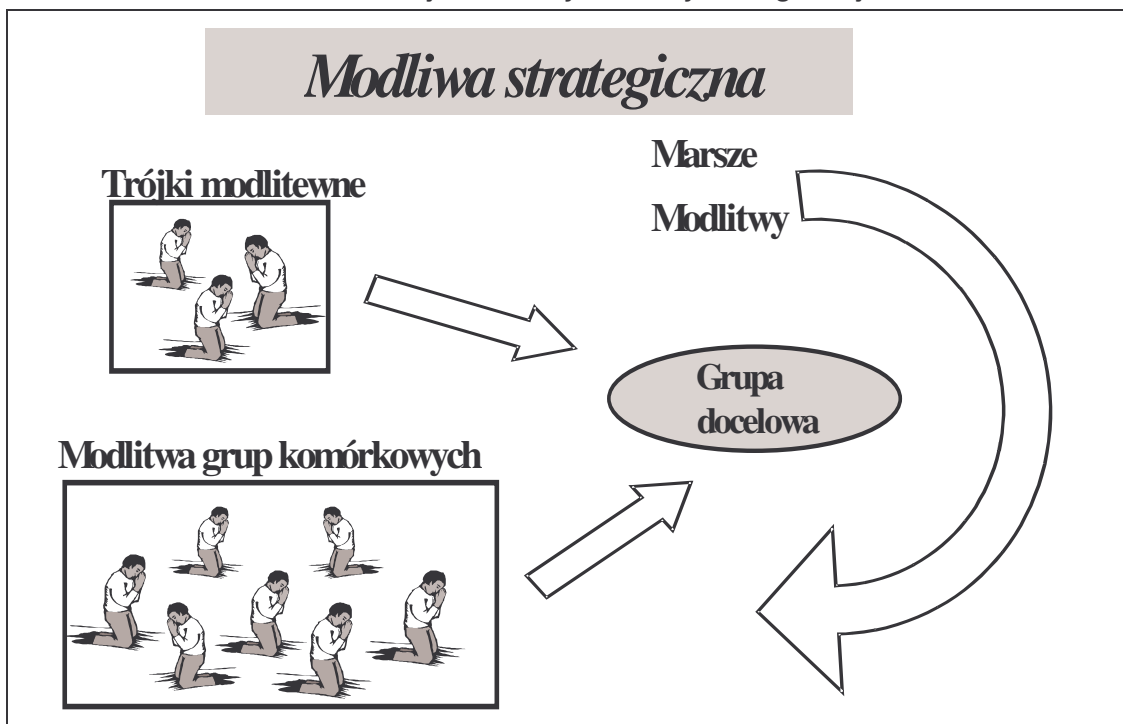 Modliwa strategiczna
Marsze
Modlitwy
Trójki modlitewne
Grupa
docelowa
Modlitwa grup komórkowych